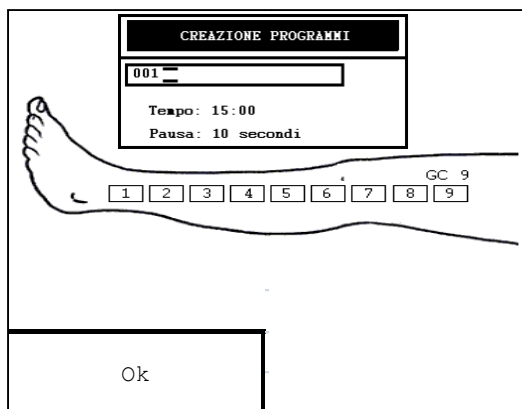 CREAZIONE PROGRAMMI
001
Tempo: 15:00
Pausa: 10 secondi
GC 9
1 2 3 4 5 6 7 8 9
Ok